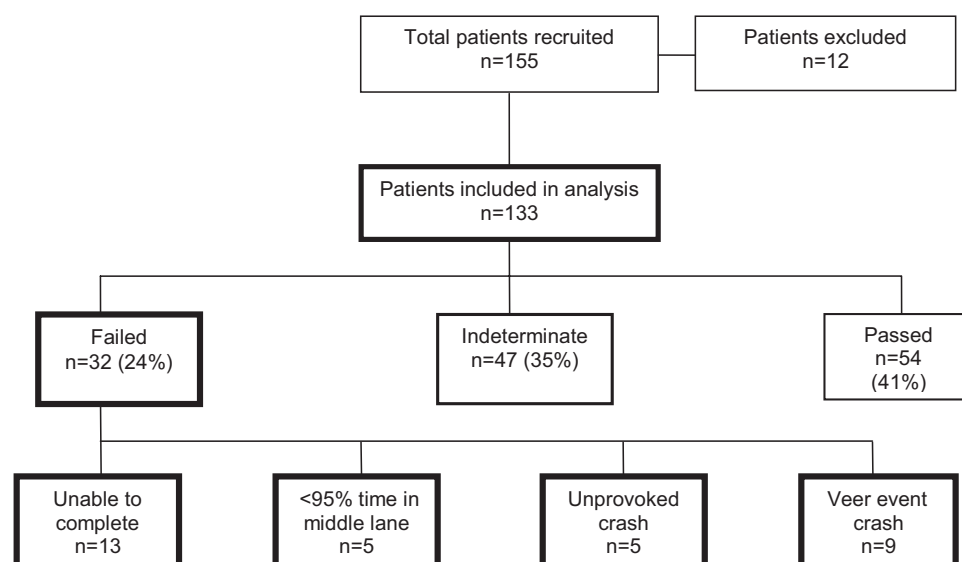 Total patients recruited
n=155
Patients excluded
n=12
Patients included in analysis
n=133
Failed
n=32 (24%)
Indeterminate
n=47 (35%)
Passed
n=54
(41%)
Unable to
complete
n=13
<95% time in
middle lane
n=5
Unprovoked
crash
n=5
Veer event
crash
n=9